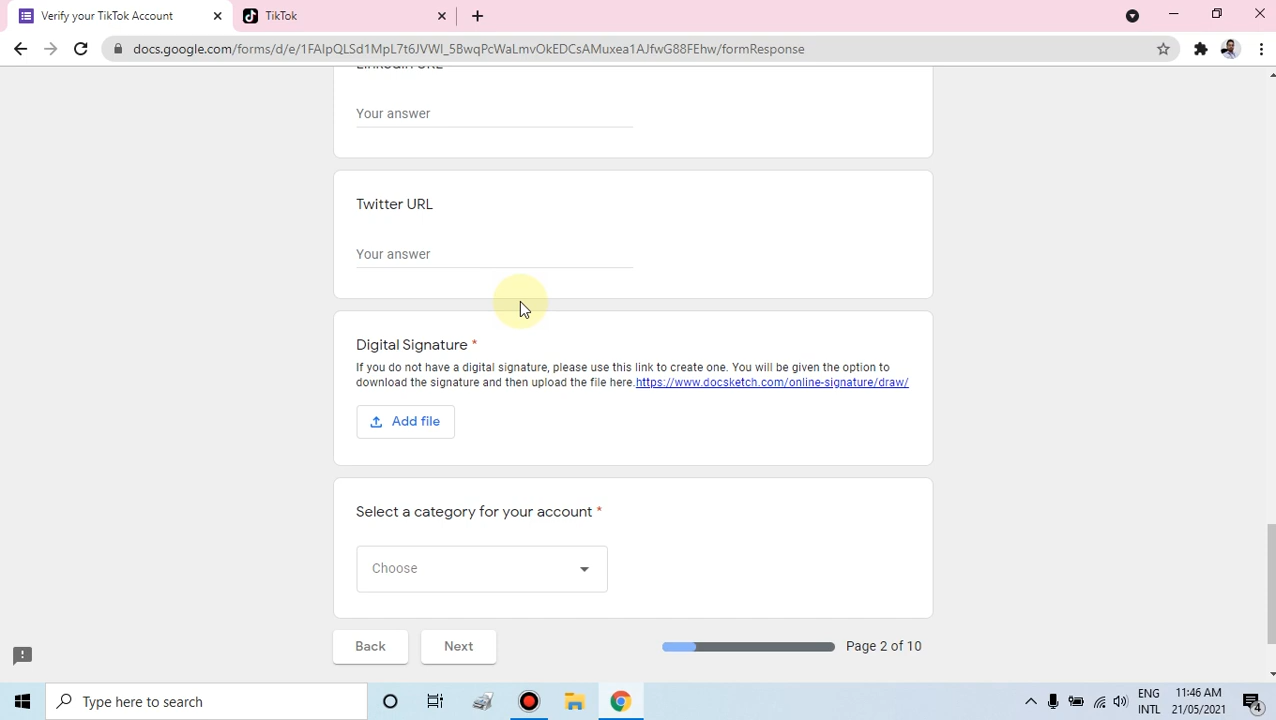 Verify your TikTok Account
TikTok
docs.google.com/forms/d/e/1FAIpQLSd1MpL7t6JVWI_5BwqPcWaLmvOkEDCsAMuxea1AJfwG88FEhw/formResponse
LinkedIn URL
Your answer
Twitter URL
Your answer
Digital Signature *
If you do not have a digital signature, please use this link to create one. You will be given the option to
download the signature and then upload the file here.https://www.docsketch.com/online-signature/draw/
Add file
Select a category for your account *
Choose
Back
Next
Page 2 of 10
Type here to search
ENG
INTL
11:46 AM
21/05/2021
4